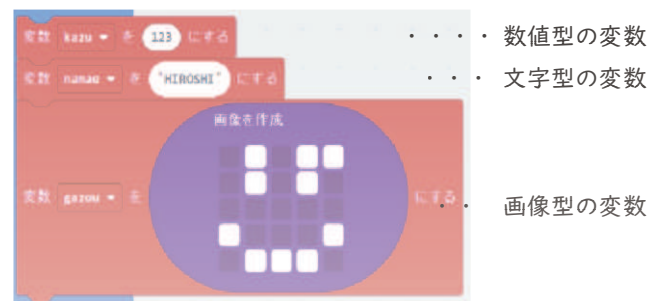 変数 kazu を 123 にする ・・・・ 数値型の変数
変数 namae を "HIROSHI" にする ・・・ 文字型の変数
画像を作成
変数 gazou を にする ・・ 画像型の変数